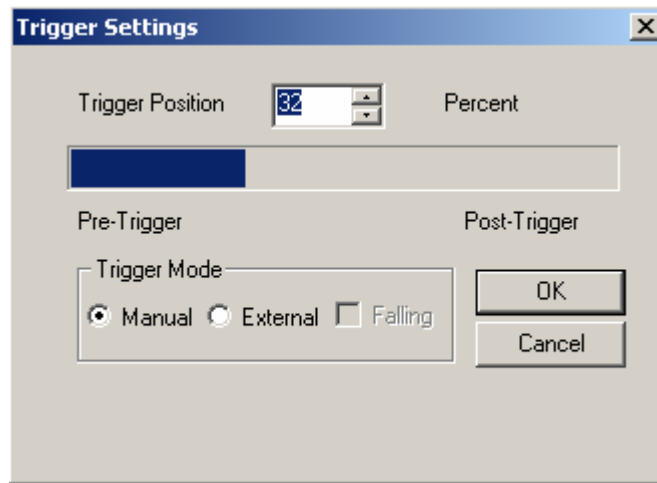 Trigger Settings
Trigger Position 32 Percent
Pre-Trigger Post-Trigger
Trigger Mode
Manual External Falling
OK
Cancel